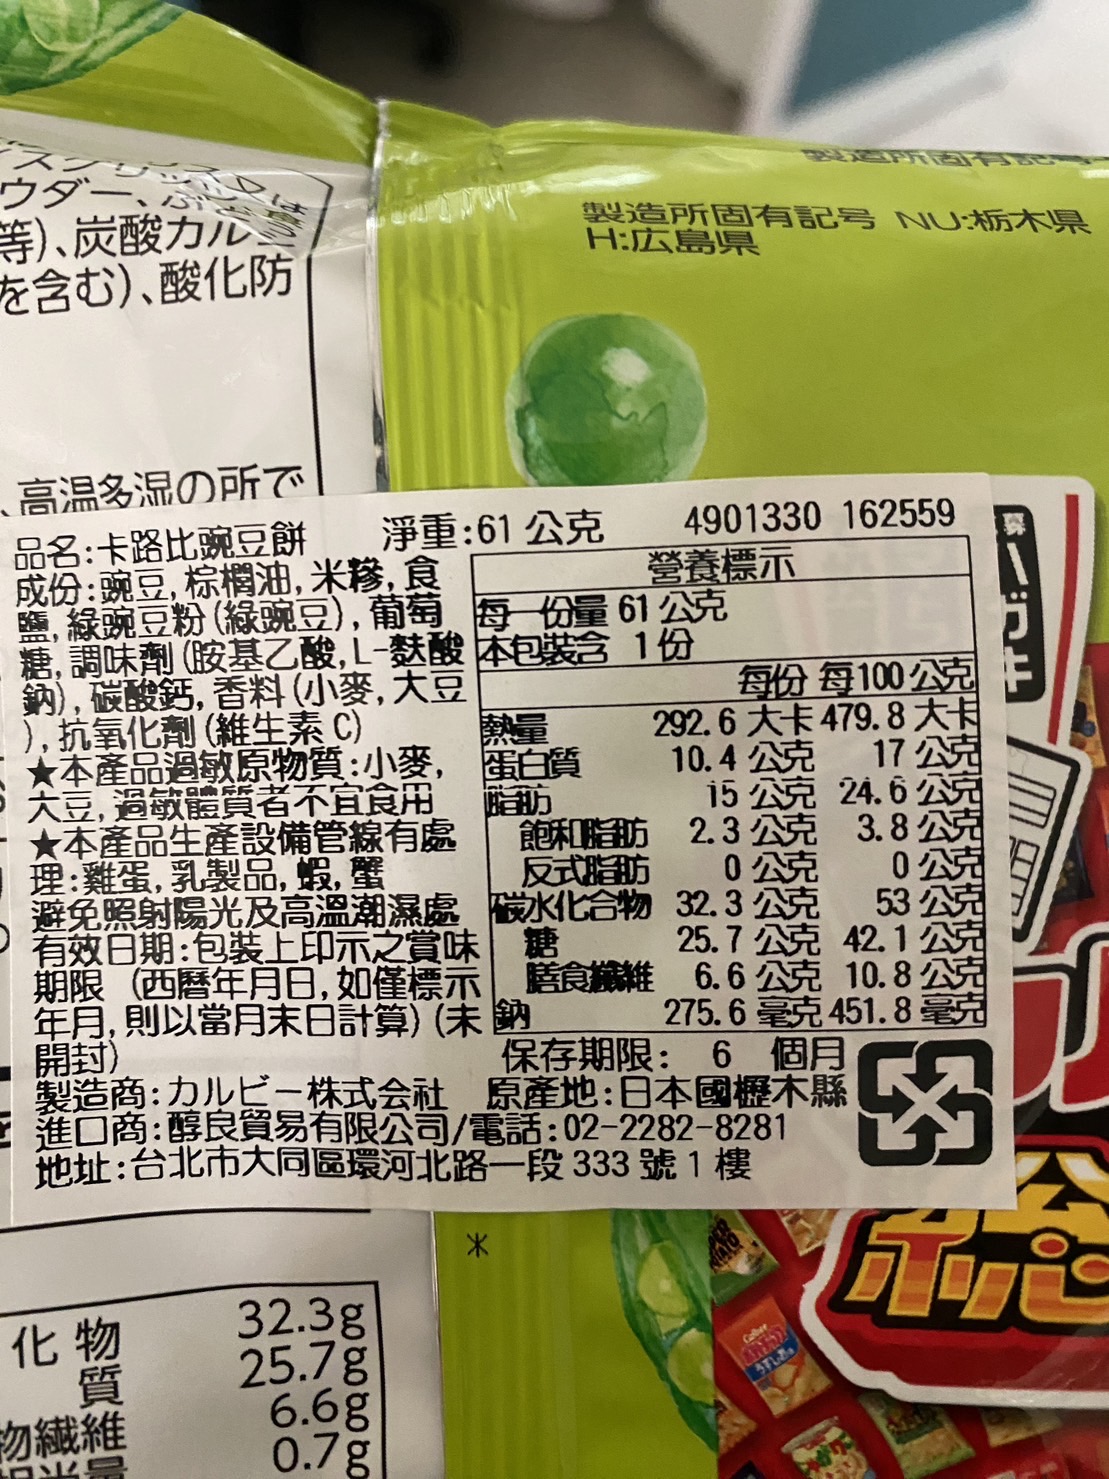 ウダー、
等)、炭酸カル
を含む)、酸化防
高温多湿の所で
製造所固有記号
製造所固有記号 NU:栃木県
H:広島県
品名:卡路比豌豆餅 淨重:61 公克 4901330 162559
成份:豌豆,棕櫚油,米糝,食
鹽,綠豌豆粉(綠豌豆),葡萄
糖,調味劑(胺基乙酸,L-麩酸
鈉),碳酸鈣,香料(小麥,大豆
),抗氧化劑(維生素 C)
★本產品過敏原物質:小麥,
大豆,過敏體質者不宜食用
★本產品生產設備管線有處
理:雞蛋,乳製品,蝦,蟹
避免照射陽光及高溫潮濕處
有效日期:包裝上印示之賞味
期限 (西曆年月日,如僅標示
年月,則以當月末日計算)(未
開封)
營養標示
每一份量 61 公克
本包裝含 1 份
每份 每100 公克
熱量 292.6 大卡 479.8 大卡
蛋白質 10.4 公克 17 公克
脂肪 15 公克 24.6 公克
飽和脂肪 2.3 公克 3.8 公克
反式脂肪 0 公克 0 公克
碳水化合物 32.3 公克 53 公克
糖 25.7 公克 42.1 公克
膳食纖維 6.6 公克 10.8 公克
鈉 275.6 毫克 451.8 毫克
保存期限: 6 個月
製造商:カルビー株式会社 原產地:日本國櫪木縣
進口商:醇良貿易有限公司/電話:02-2282-8281
地址:台北市大同區環河北路一段 333 號 1 樓
*
化物 32.3g
質 25.7g
物繊維 6.6g
0.7g